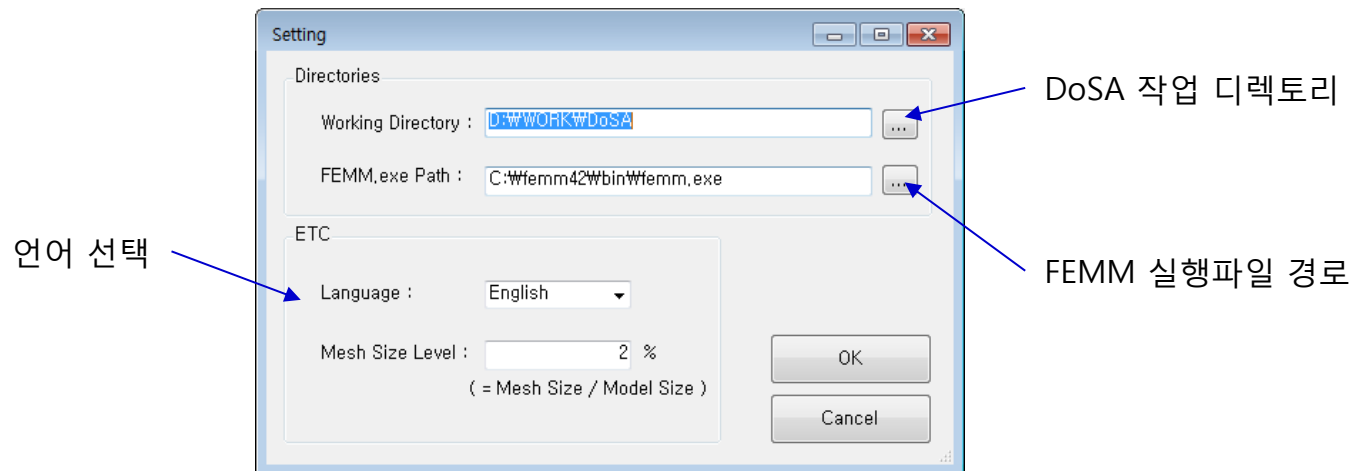 Setting
Directories
DoSA 작업 디렉토리
Working Directory : D:₩WORK₩DoSA ...
FEMM,exe Path : C:₩femm42₩bin₩femm,exe ...
ETC
언어 선택
FEMM 실행파일 경로
Language : English
Mesh Size Level : 2 %
( = Mesh Size / Model Size )
OK
Cancel